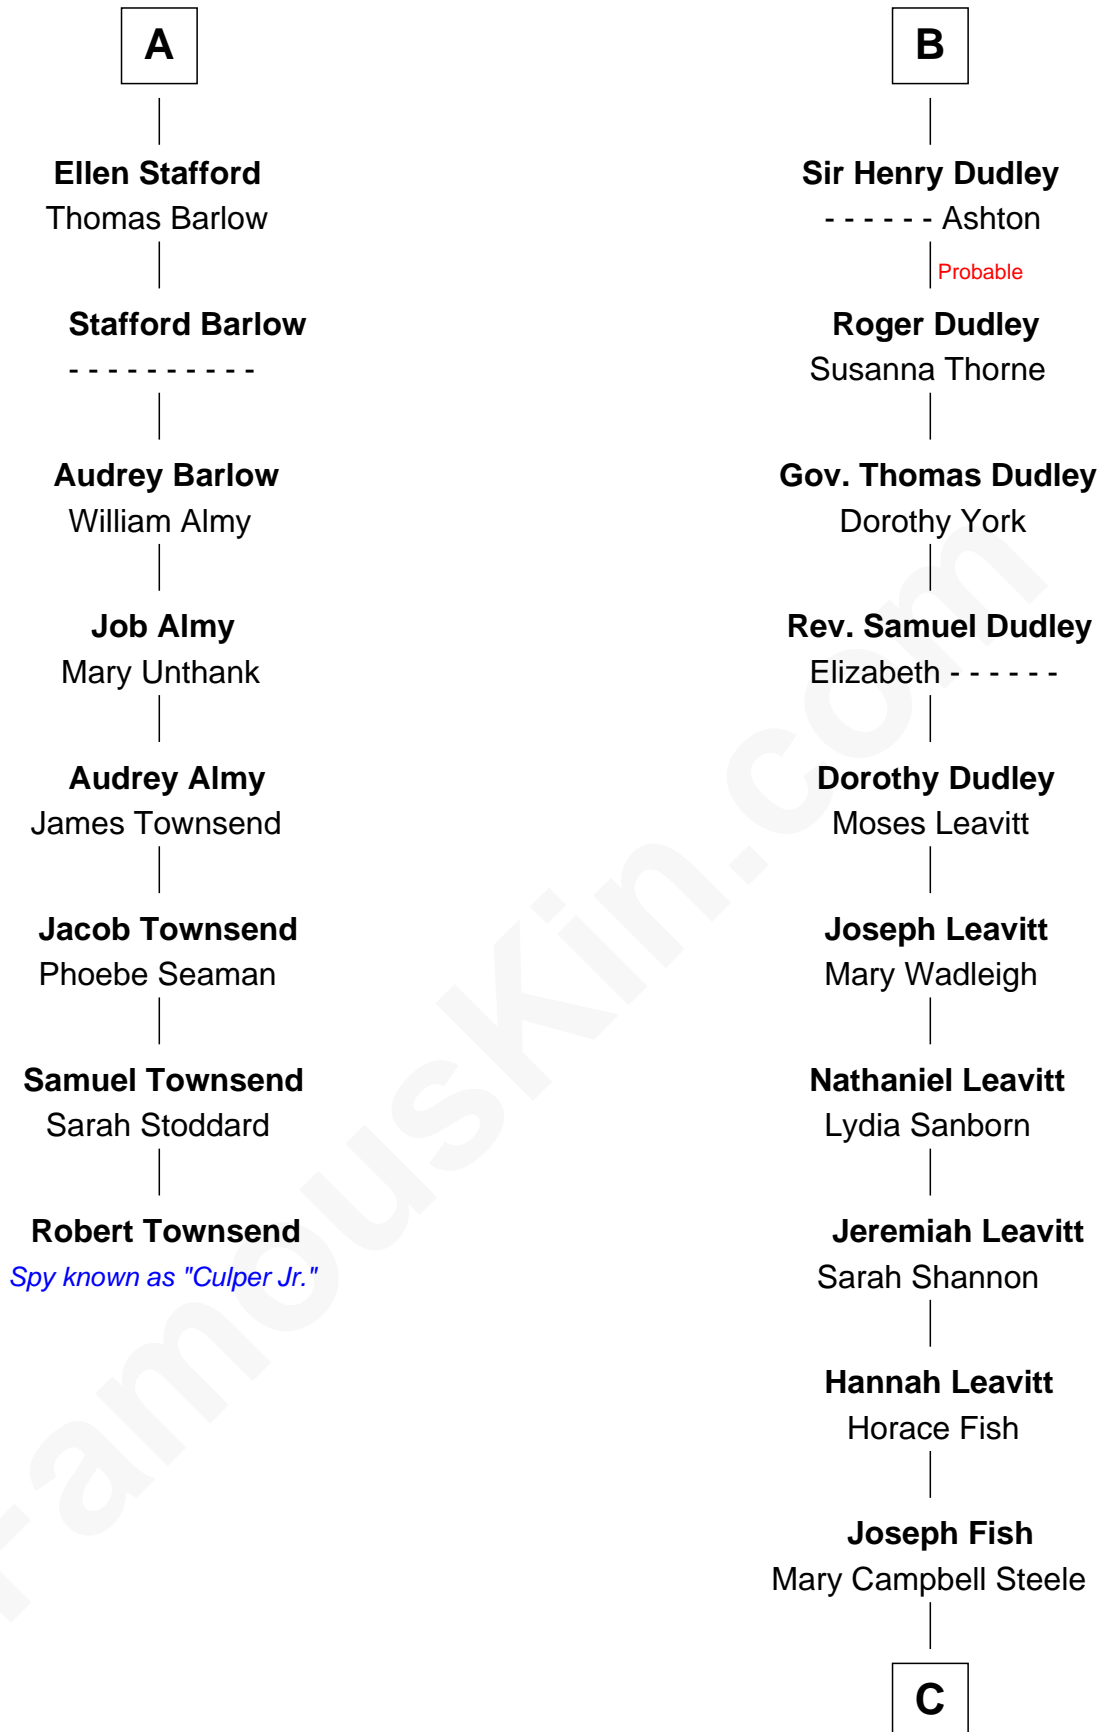 A
Ellen Stafford
Thomas Barlow
Stafford Barlow
- - - - - - - - - -
Audrey Barlow
William Almy
Job Almy
Mary Unthank
Audrey Almy
James Townsend
Jacob Townsend
Phoebe Seaman
Samuel Townsend
Sarah Stoddard
Robert Townsend
Spy known as "Culper Jr."
B
Sir Henry Dudley
- - - - - - Ashton
Probable
Roger Dudley
Susanna Thorne
Gov. Thomas Dudley
Dorothy York
Rev. Samuel Dudley
Elizabeth - - - - - -
Dorothy Dudley
Moses Leavitt
Joseph Leavitt
Mary Wadleigh
Nathaniel Leavitt
Lydia Sanborn
Jeremiah Leavitt
Sarah Shannon
Hannah Leavitt
Horace Fish
Joseph Fish
Mary Campbell Steele
C
FamousKin.com